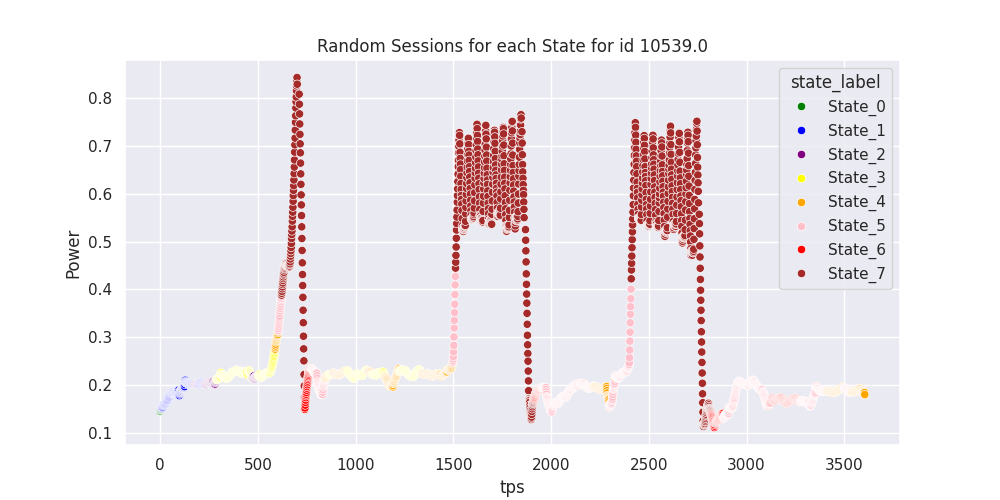 Random Sessions for each State for id 10539.0
state_label
State_0
State_1
State_2
State_3
State_4
State_5
State_6
State_7
Power
0.8
0.7
0.6
0.5
0.4
0.3
0.2
0.1
0
500
1000
1500
2000
2500
3000
3500
tps